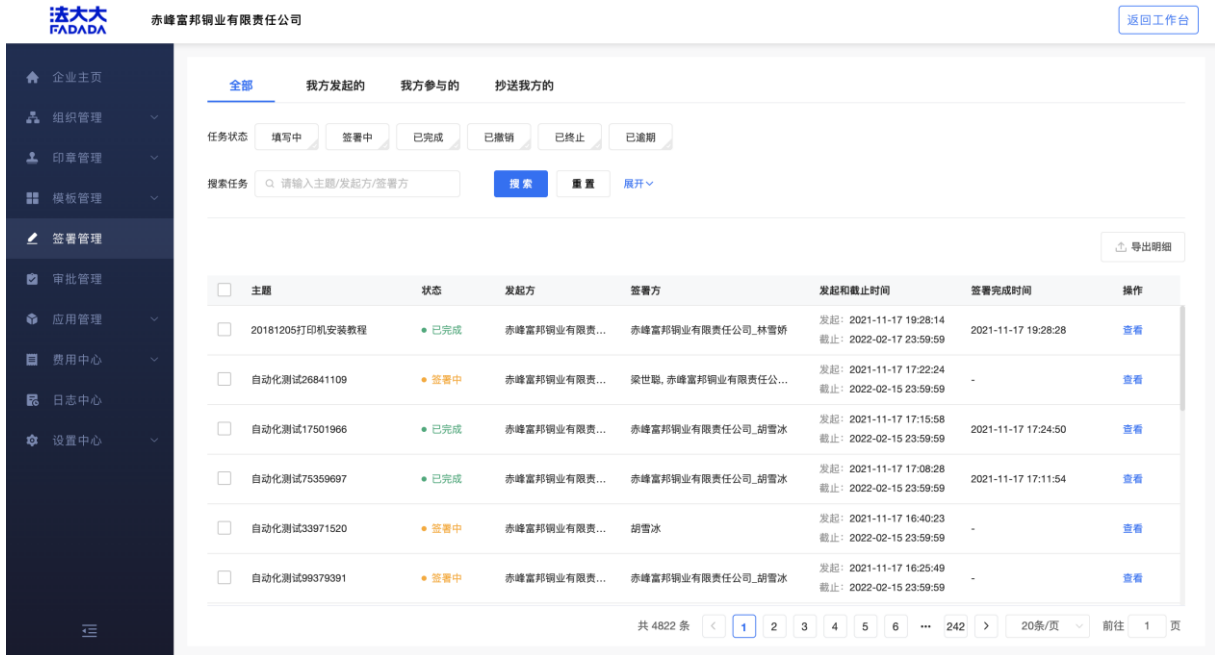 法大大
FADADA
赤峰富邦铜业有限责任公司
返回工作台
企业主页
组织管理
印章管理
模板管理
签署管理
审批管理
应用管理
费用中心
日志中心
设置中心
全部 我方发起的 我方参与的 抄送我方的
任务状态 填写中 签署中 已完成 已撤销 已终止 已逾期
搜索任务 请输入主题/发起方/签署方 搜索 重置 展开
导出明细
主题 状态 发起方 签署方 发起和截止时间 签署完成时间 操作
20181205打印机安装教程 已完成 赤峰富邦铜业有限责... 赤峰富邦铜业有限责任公司_林雪娇 发起：2021-11-17 19:28:14 2021-11-17 19:28:28 查看
截止：2022-02-17 23:59:59
自动化测试26841109 签署中 赤峰富邦铜业有限责... 梁世聪, 赤峰富邦铜业有限责任公... 发起：2021-11-17 17:22:24 - 查看
截止：2022-02-15 23:59:59
自动化测试17501966 已完成 赤峰富邦铜业有限责... 赤峰富邦铜业有限责任公司_胡雪冰 发起：2021-11-17 17:15:58 2021-11-17 17:24:50 查看
截止：2022-02-15 23:59:59
自动化测试75359697 已完成 赤峰富邦铜业有限责... 赤峰富邦铜业有限责任公司_胡雪冰 发起：2021-11-17 17:08:28 2021-11-17 17:11:54 查看
截止：2022-02-15 23:59:59
自动化测试33971520 签署中 赤峰富邦铜业有限责... 胡雪冰 发起：2021-11-17 16:40:23 - 查看
截止：2022-02-15 23:59:59
自动化测试99379391 签署中 赤峰富邦铜业有限责... 赤峰富邦铜业有限责任公司_胡雪冰 发起：2021-11-17 16:25:49 - 查看
截止：2022-02-15 23:59:59
共 4822 条 < 1 2 3 4 5 6 ... 242 > 20条/页 前往 1 页